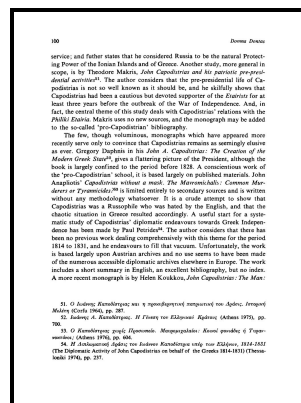 100 Domna Dontas
service; and futher states that he considered Russia to be the natural Protect-
ing Power of the Ionian Islands and of Greece. Another study, more general in
scope, is by Theodore Makris, John Capodistrias and his patriotic pre-presi-
dential activities⁵¹. The author considers that the pre-presidential life of Ca-
podistrias is not so well known as it should be, and he skilfully shows that
Capodistrias had been a cautious but devoted supporter of the Etairists for at
least three years before the outbreak of the War of Independence. And, in
fact, the central theme of this study deals with Capodistrias' relations with the
Philiki Etairia. Makris uses no new sources, and the monograph may be added
to the so-called 'pro-Capodistrian' bibliography.
The few, though voluminous, monographs which have appeared more
recently serve only to convince that Capodistrias remains as seemingly elusive
as ever. Gregory Daphnis in his John A. Capodistrias: The Creation of the
Modern Greek State⁵², gives a flattering picture of the President, although the
book is largely confined to the period before 1828. A conscientious work of
the 'pro-Capodistrian' school, it is largely based on published materials. John
Anapliotis' Capodistrias without a mask. The Mavromichalis: Common Mur-
derers or Tyrannicides?⁵³ is limited entirely to secondary sources and is written
without any methodology whatsoever. It is a crude attempt to show that
Capodistrias was a Russophile who was hated by the English, and that the
chaotic situation in Greece resulted accordingly. A useful start for a syste-
matic study of Capodistrias' diplomatic endeavours towards Greek Indepen-
dence has been made by Paul Petrides⁵⁴. The author considers that there has
been no previous work dealing comprehensively with this theme for the period
1814 to 1831, and he endeavours to fill that vacuum. Unfortunately, the work
is based largely upon Austrian archives and no use seems to have been made
of the numerous accessible diplomatic archives elsewhere in Europe. The work
includes a short summary in English, an excellent bibliography, but no index.
A more recent monograph is by Helen Koukkou, John Capodistrias: The Man:
51. Ὁ Ἰωάννης Καποδίστριας καὶ ἡ προκυβερνητικὴ πατριωτικὴ του δρᾶσις. Ἱστορικὴ
Μελέτη (Corfu 1964), pp. 287.
52. Ἰωάννης Α. Καποδίστριας. Ἡ Γένεση του Ἑλληνικοῦ Κράτους (Athens 1975), pp.
700.
53. Ὁ Καποδίστριας χωρὶς Προσωπεῖο. Μαυρομιχαλαῖοι: Κοινοὶ φονιάδες ἢ Τυραν-
νοκτόνοι; (Athens 1976), pp. 604.
54. Ἡ Διπλωματικὴ Δρᾶσις του Ἰωάννου Καποδίστρια ὑπὲρ τῶν Ἑλλήνων, 1814-1831
(The Diplomatic Activity of John Capodistrias on behalf of the Greeks 1814-1831) (Thessa-
loniki 1974), pp. 257.